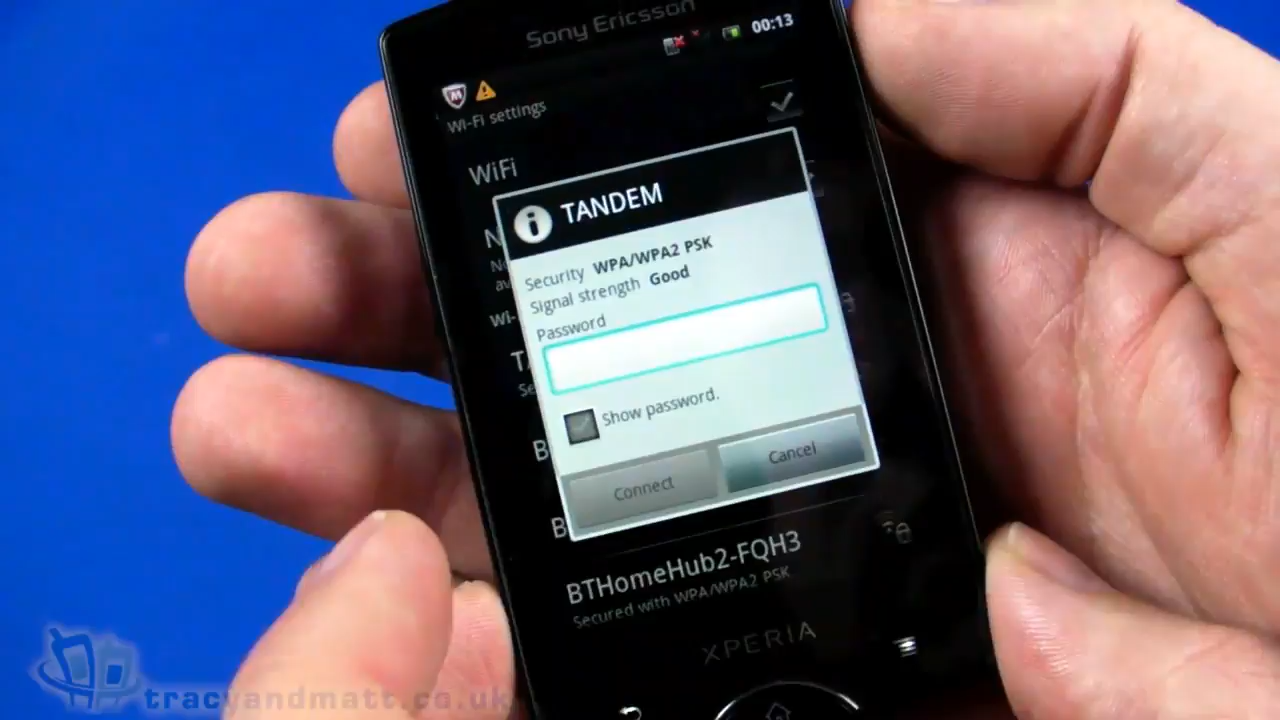 Sony Ericsson
00:13
Wi-Fi settings
WiFi
TANDEM
Security WPA/WPA2 PSK
Signal strength Good
Password
Show password.
Connect Cancel
BTHomeHub2-FQH3
Secured with WPA/WPA2 PSK
XPERIA
tracyandmatt.co.uk